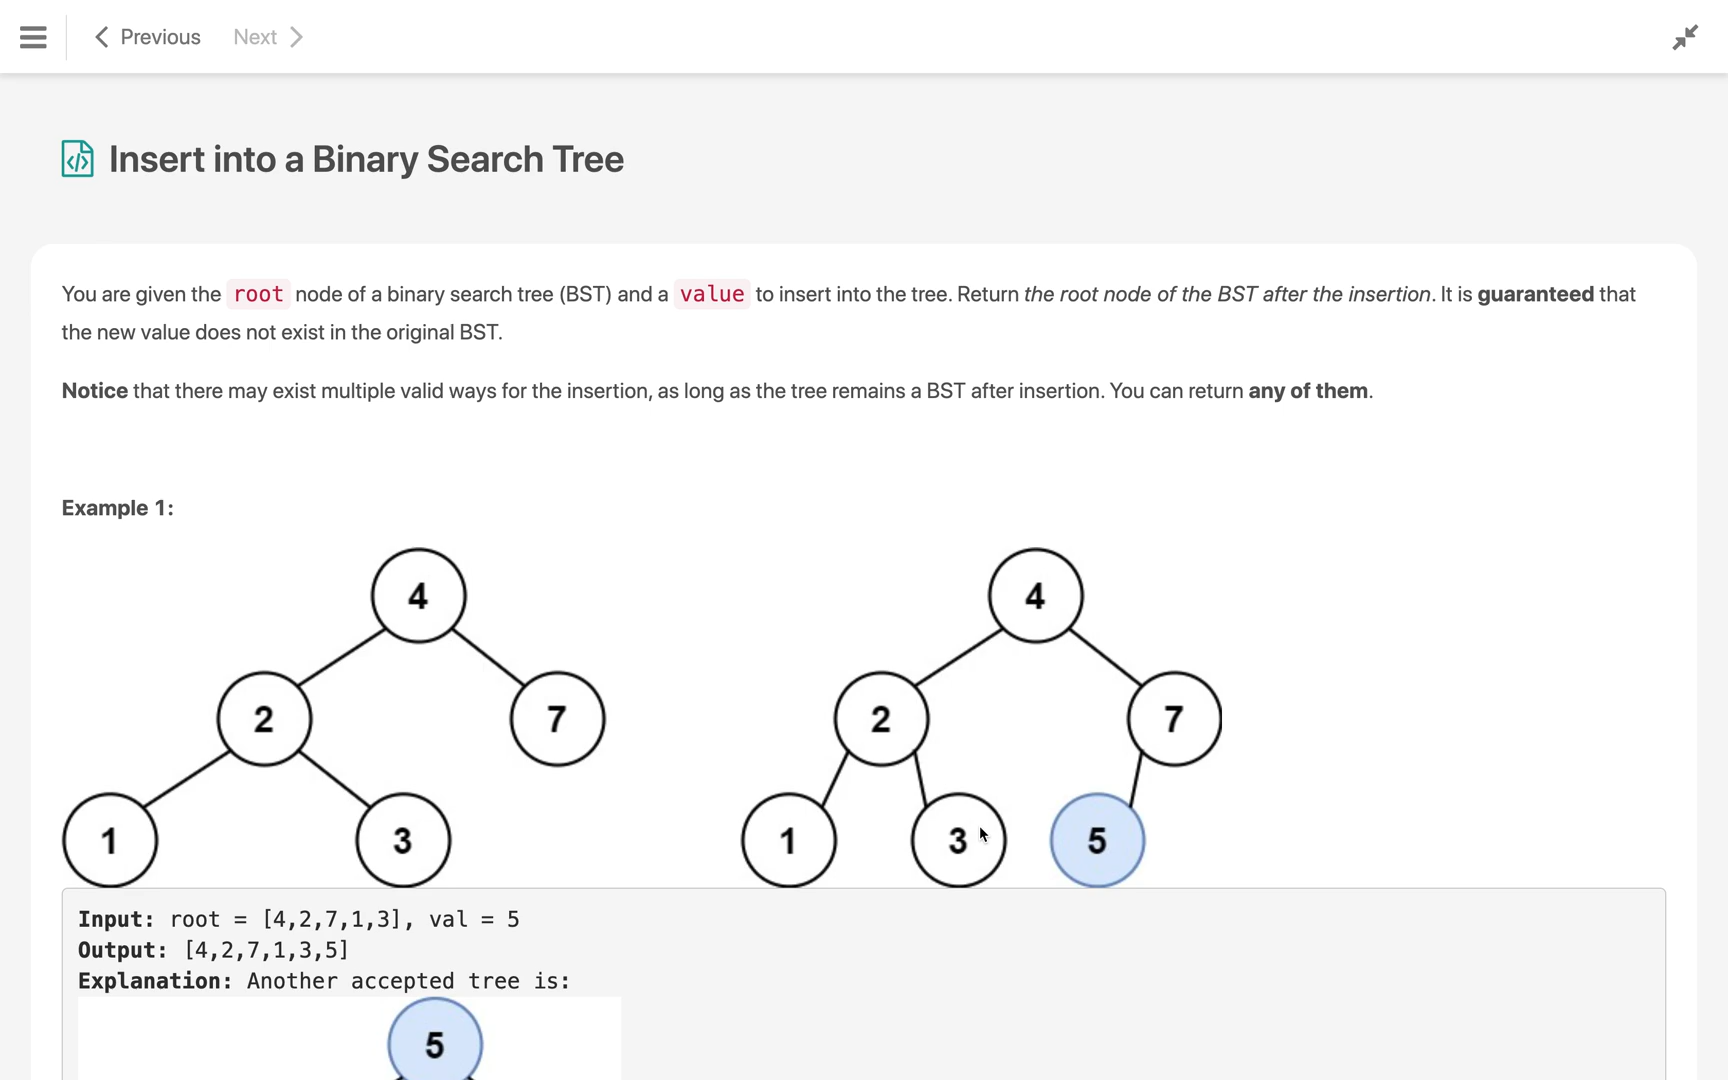 Previous Next
Insert into a Binary Search Tree
You are given the root node of a binary search tree (BST) and a value to insert into the tree. Return the root node of the BST after the insertion. It is guaranteed that
the new value does not exist in the original BST.
Notice that there may exist multiple valid ways for the insertion, as long as the tree remains a BST after insertion. You can return any of them.
Example 1:
4 4
2 7 2 7
1 3 1 3 5
Input: root = [4,2,7,1,3], val = 5
Output: [4,2,7,1,3,5]
Explanation: Another accepted tree is:
5